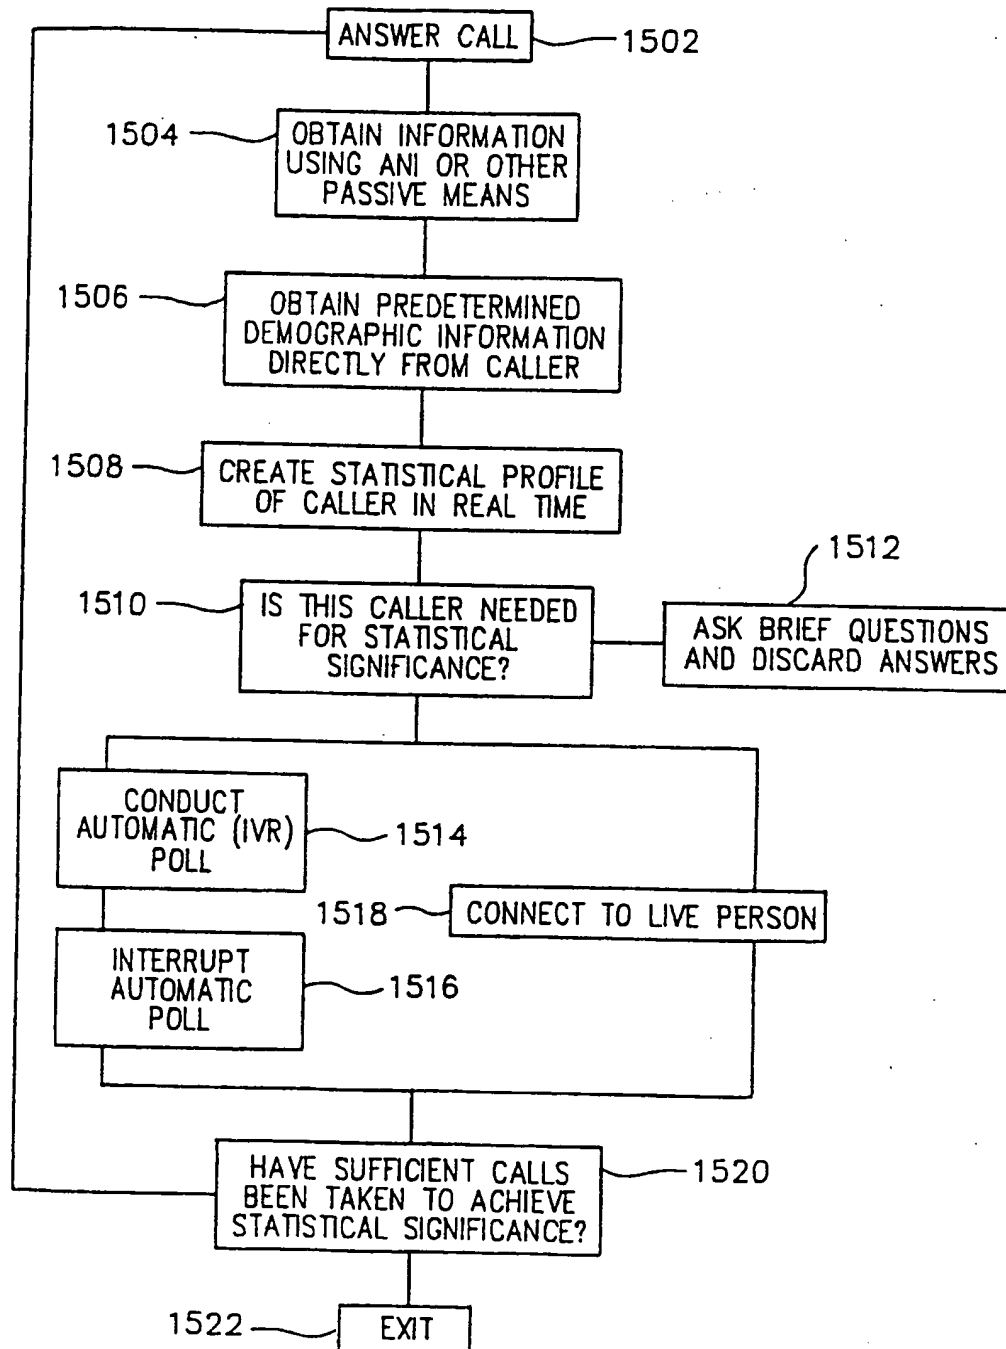 ANSWER CALL
1502
1504
OBTAIN INFORMATION
USING ANI OR OTHER
PASSIVE MEANS
1506
OBTAIN PREDETERMINED
DEMOGRAPHIC INFORMATION
DIRECTLY FROM CALLER
1508
CREATE STATISTICAL PROFILE
OF CALLER IN REAL TIME
1510
IS THIS CALLER NEEDED
FOR STATISTICAL
SIGNIFICANCE?
1512
ASK BRIEF QUESTIONS
AND DISCARD ANSWERS
CONDUCT
AUTOMATIC (IVR)
POLL
1514
1518
CONNECT TO LIVE PERSON
INTERRUPT
AUTOMATIC
POLL
1516
HAVE SUFFICIENT CALLS
BEEN TAKEN TO ACHIEVE
STATISTICAL SIGNIFICANCE?
1520
1522
EXIT